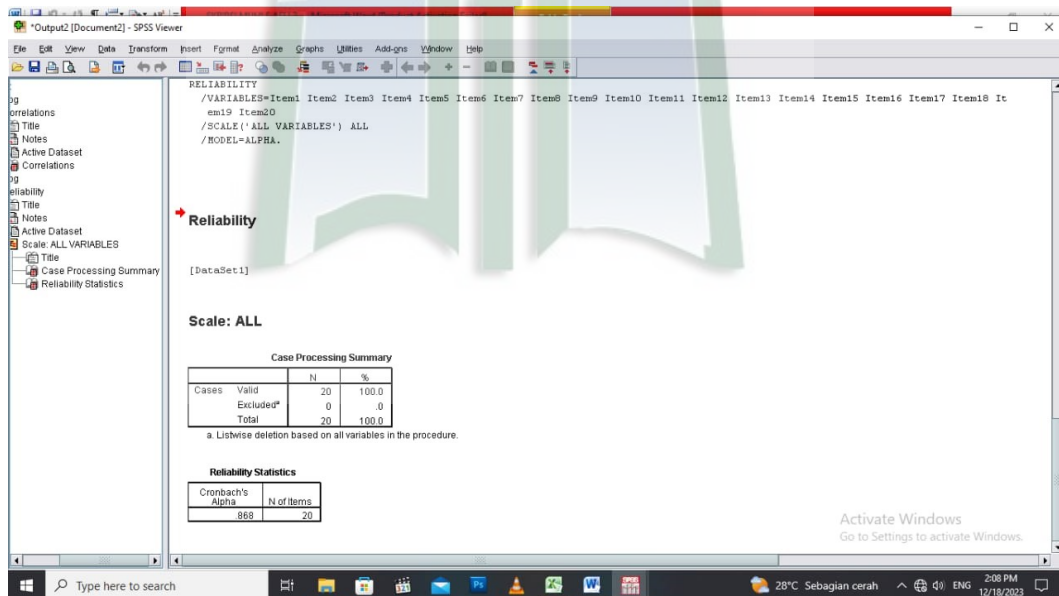 *Output2 [Document2] - SPSS Viewer
File Edit View Data Transform Insert Format Analyze Graphs Utilities Add-ons Window Help
RELIABILITY
/VARIABLES=Item1 Item2 Item3 Item4 Item5 Item6 Item7 Item8 Item9 Item10 Item11 Item12 Item13 Item14 Item15 Item16 Item17 Item18 It
em19 Item20
/SCALE('ALL VARIABLES') ALL
/MODEL=ALPHA.
og
orrelations
Title
Notes
Active Dataset
Correlations
og
eliability
Title
Notes
Active Dataset
Scale: ALL VARIABLES
Title
Case Processing Summary
Reliability Statistics
Reliability
[DataSet1]
Scale: ALL
Case Processing Summary
N %
Cases Valid 20 100.0
Excludedª 0 .0
Total 20 100.0
a. Listwise deletion based on all variables in the procedure.
Reliability Statistics
Cronbach's
Alpha N of Items
.868 20
Activate Windows
Go to Settings to activate Windows.
Type here to search
Ps
W
28°C Sebagian cerah
ENG
2:08 PM
12/18/2023